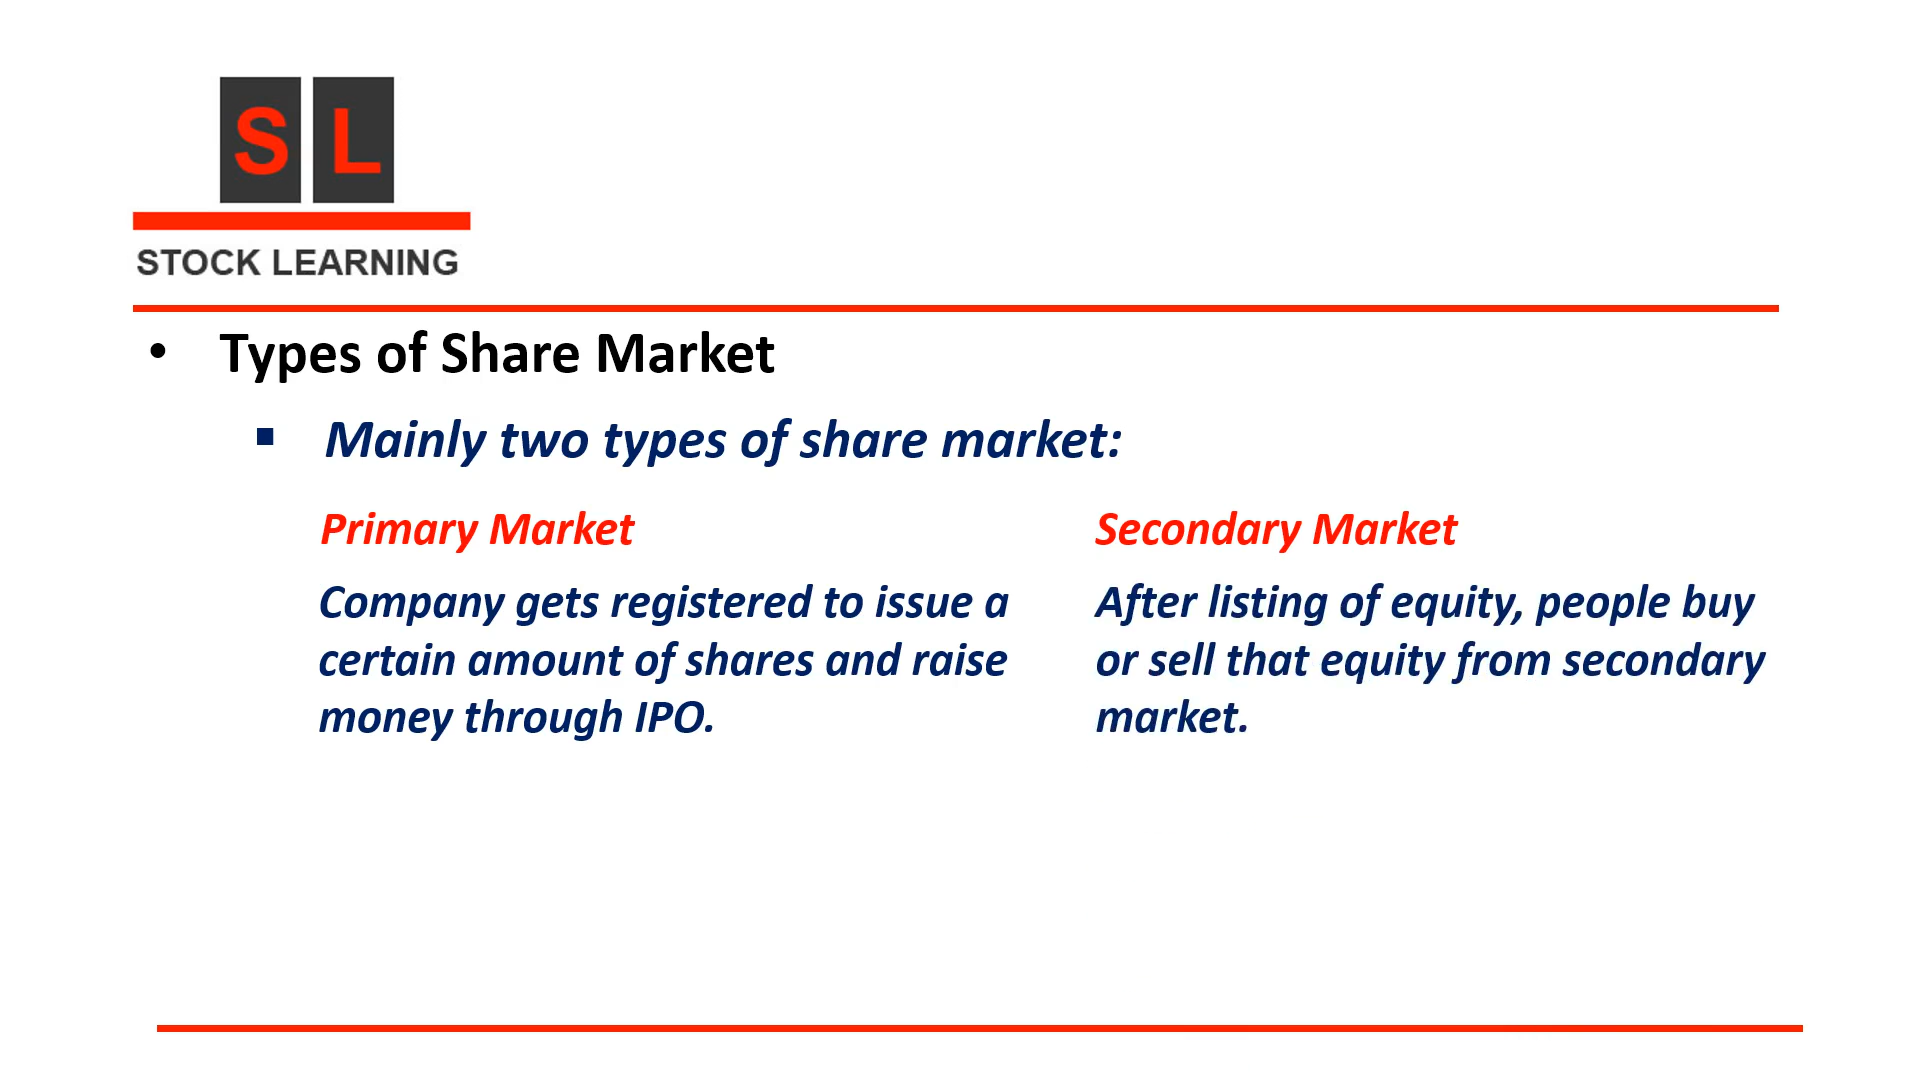 S L
STOCK LEARNING
• Types of Share Market
▪ Mainly two types of share market:
Primary Market
Company gets registered to issue a
certain amount of shares and raise
money through IPO.
Secondary Market
After listing of equity, people buy
or sell that equity from secondary
market.